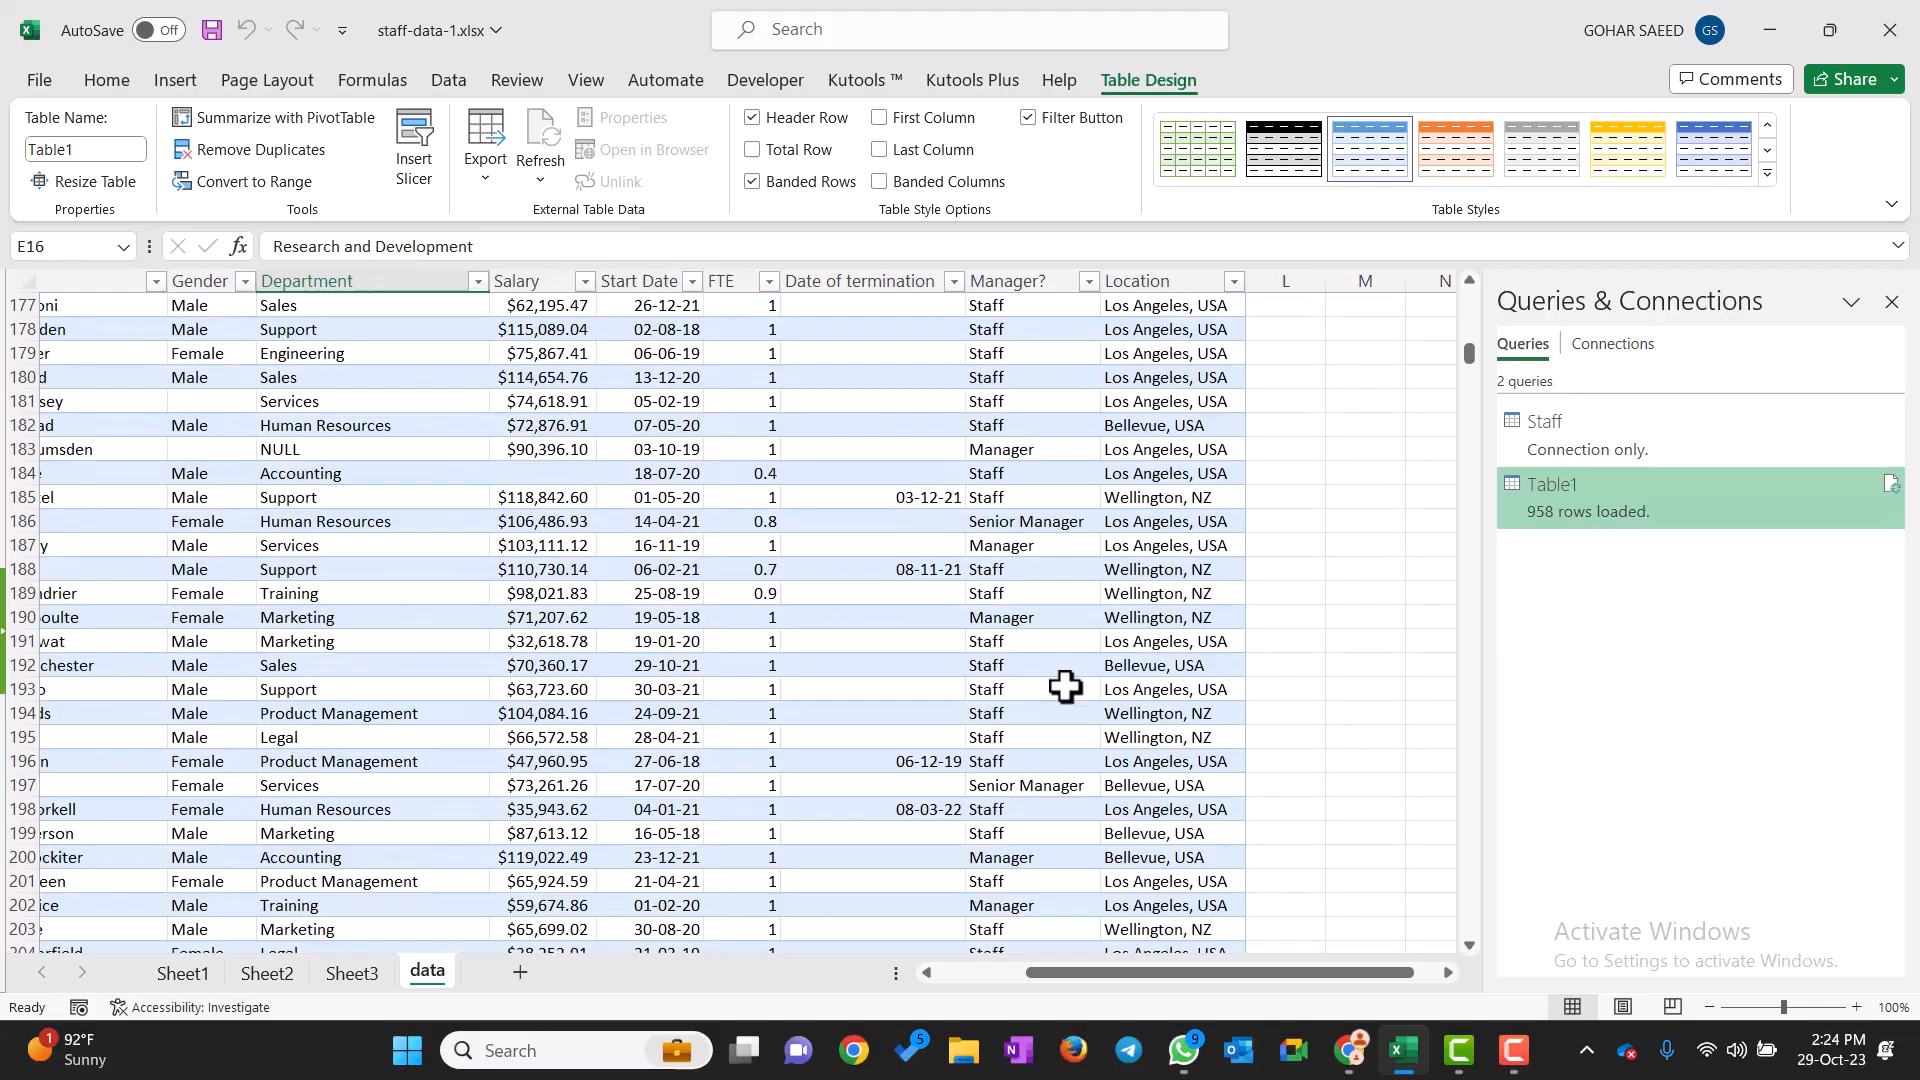 AutoSave Off staff-data-1.xlsx Search GOHAR SAEED GS
File Home Insert Page Layout Formulas Data Review View Automate Developer Kutools ™ Kutools Plus Help Table Design Comments Share
Table Name: Summarize with PivotTable Properties Header Row First Column Filter Button
Table1 Remove Duplicates Insert Slicer Export Refresh Open in Browser Total Row Last Column
Resize Table Convert to Range Unlink Banded Rows Banded Columns
Properties Tools External Table Data Table Style Options Table Styles
E16 fx Research and Development
Gender Department Salary Start Date FTE Date of termination Manager? Location L M N
177 oni Male Sales $62,195.47 26-12-21 1 Staff Los Angeles, USA
178 den Male Support $115,089.04 02-08-18 1 Staff Los Angeles, USA
179 er Female Engineering $75,867.41 06-06-19 1 Staff Los Angeles, USA
180 d Male Sales $114,654.76 13-12-20 1 Staff Los Angeles, USA
181 sey Services $74,618.91 05-02-19 1 Staff Los Angeles, USA
182 ad Male Human Resources $72,876.91 07-05-20 1 Staff Bellevue, USA
183 umsden NULL $90,396.10 03-10-19 1 Manager Los Angeles, USA
184 Male Accounting 18-07-20 0.4 Staff Los Angeles, USA
185 el Male Support $118,842.60 01-05-20 1 03-12-21 Staff Wellington, NZ
186 Female Human Resources $106,486.93 14-04-21 0.8 Senior Manager Los Angeles, USA
187 y Male Services $103,111.12 16-11-19 1 Manager Los Angeles, USA
188 Male Support $110,730.14 06-02-21 0.7 08-11-21 Staff Wellington, NZ
189 ndrier Female Training $98,021.83 25-08-19 0.9 Staff Wellington, NZ
190 oulte Female Marketing $71,207.62 19-05-18 1 Manager Wellington, NZ
191 wat Male Marketing $32,618.78 19-01-20 1 Staff Los Angeles, USA
192 chester Male Sales $70,360.17 29-10-21 1 Staff Bellevue, USA
193 o Male Support $63,723.60 30-03-21 1 Staff Los Angeles, USA
194 ds Male Product Management $104,084.16 24-09-21 1 Staff Wellington, NZ
195 Male Legal $66,572.58 28-04-21 1 Staff Wellington, NZ
196 n Female Product Management $47,960.95 27-06-18 1 06-12-19 Staff Los Angeles, USA
197 Female Services $73,261.26 17-07-20 1 Senior Manager Bellevue, USA
198 orkell Female Human Resources $35,943.62 04-01-21 1 08-03-22 Staff Los Angeles, USA
199 erson Male Marketing $87,613.12 16-05-18 1 Staff Bellevue, USA
200 ockiter Male Accounting $119,022.49 23-12-21 1 Manager Bellevue, USA
201 een Female Product Management $65,924.59 21-04-21 1 Staff Los Angeles, USA
202 ice Male Training $59,674.86 01-02-20 1 Manager Los Angeles, USA
203 Male Marketing $65,699.02 30-08-20 1 Staff Wellington, NZ
Queries & Connections
Queries Connections
2 queries
Staff
Connection only.
Table1
958 rows loaded.
Activate Windows
Go to Settings to activate Windows.
Sheet1 Sheet2 Sheet3 data
Ready Accessibility: Investigate 100%
1 92°F
Sunny
Search 5 9
2:24 PM
29-Oct-23